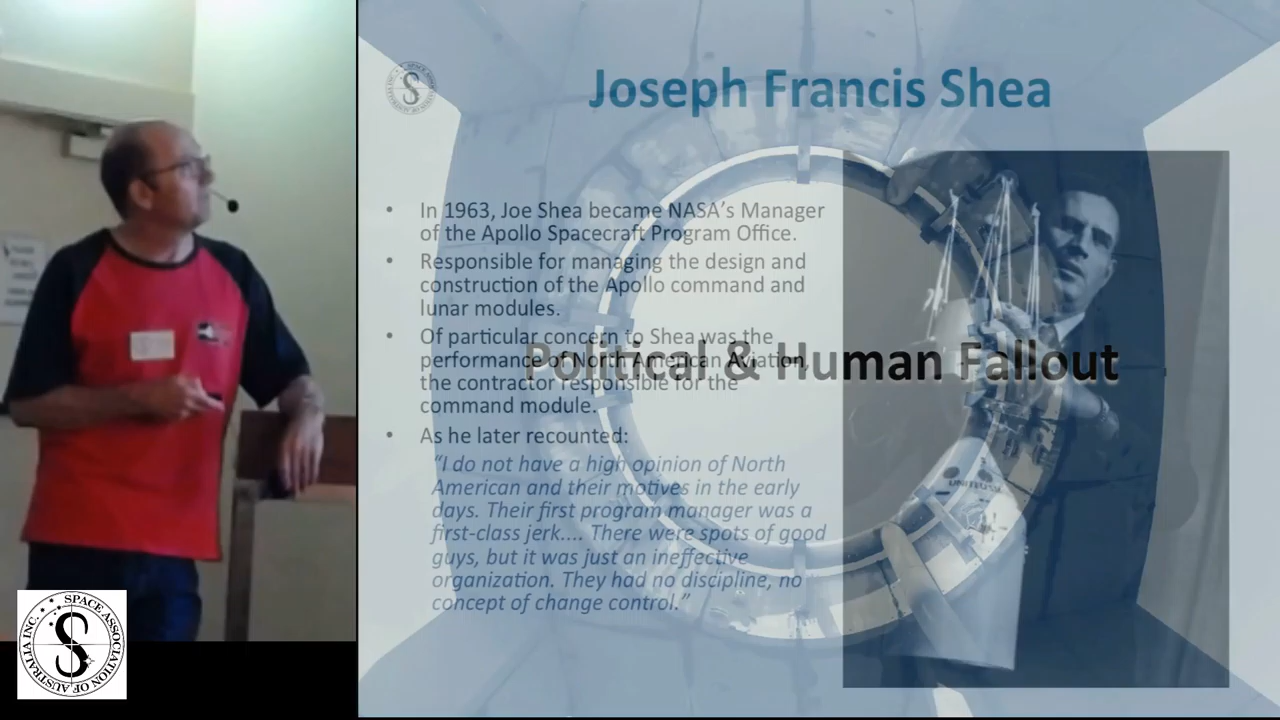 Joseph Francis Shea
• In 1963, Joe Shea became NASA’s Manager
of the Apollo Spacecraft Program Office.
• Responsible for managing the design and
construction of the Apollo command and
lunar modules.
• Of particular concern to Shea was the
performance of North American Aviation,
the contractor responsible for the
command module.
Political & Human Fallout
• As he later recounted:
“I do not have a high opinion of North
American and their motives in the early
days. Their first program manager was a
first-class jerk.... There were spots of good
guys, but it was just an ineffective
organization. They had no discipline, no
concept of change control.”
SPACE ASSOCIATION OF AUSTRALIA INC.
S
SPACE ASSOCIATION OF AUSTRALIA INC.
S